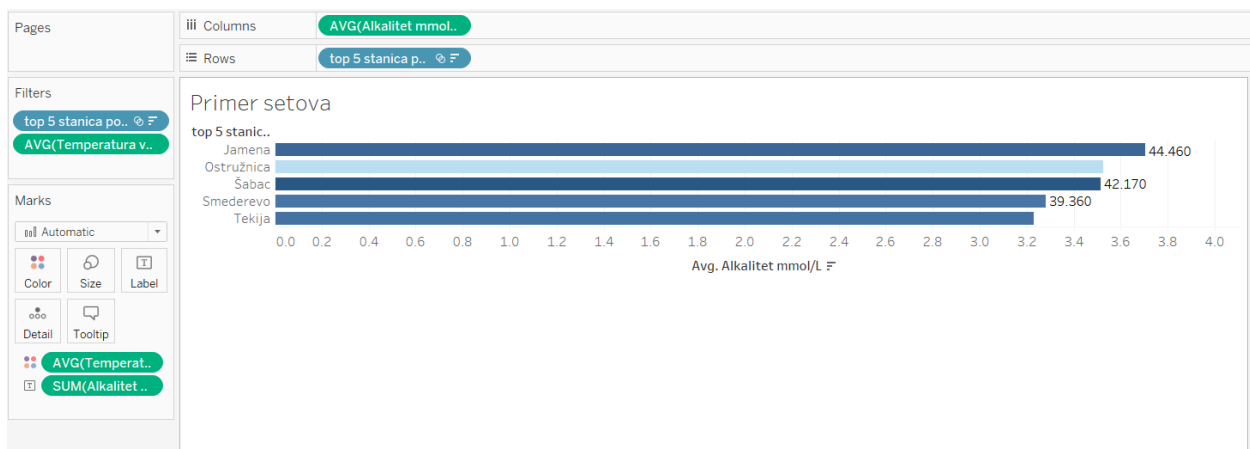 Pages
iii Columns AVG(Alkalitet mmol..
Rows top 5 stanica p..
Filters
top 5 stanica po..
AVG(Temperatura v..
Marks
Automatic
Color Size Label
Detail Tooltip
AVG(Temperat..
SUM(Alkalitet ..
Primer setova
top 5 stanic..
Jamena 44.460
Ostružnica
Šabac 42.170
Smederevo 39.360
Tekija
0.0 0.2 0.4 0.6 0.8 1.0 1.2 1.4 1.6 1.8 2.0 2.2 2.4 2.6 2.8 3.0 3.2 3.4 3.6 3.8 4.0
Avg. Alkalitet mmol/L